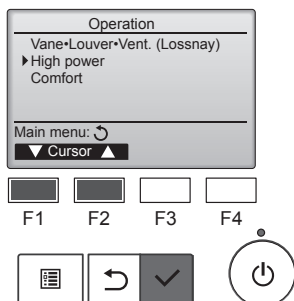 Operation
Vane•Louver•Vent. (Lossnay)
High power
Comfort
Main menu:
Cursor
F1 F2 F3 F4